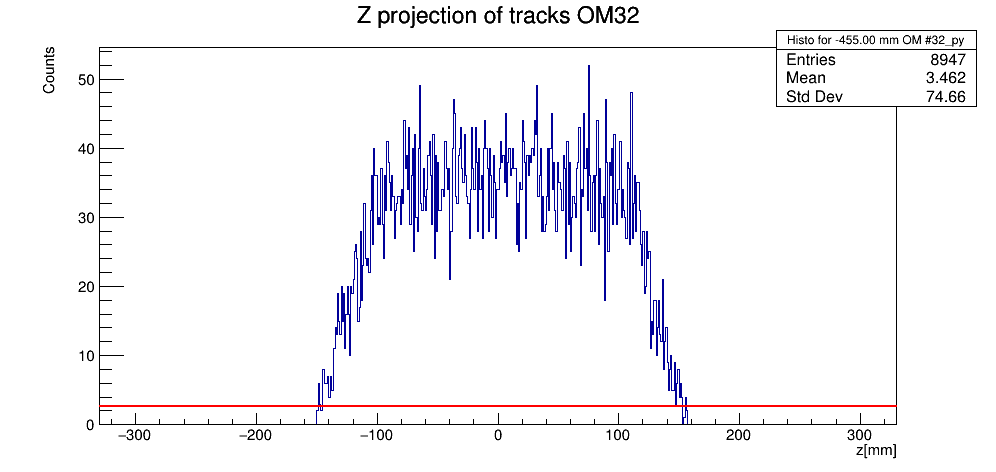 Z projection of tracks OM32
Histo for -455.00 mm OM #32_py
Entries 8947
Mean 3.462
Std Dev 74.66
Counts
50
40
30
20
10
0
−300 −200 −100 0 100 200 300
z[mm]